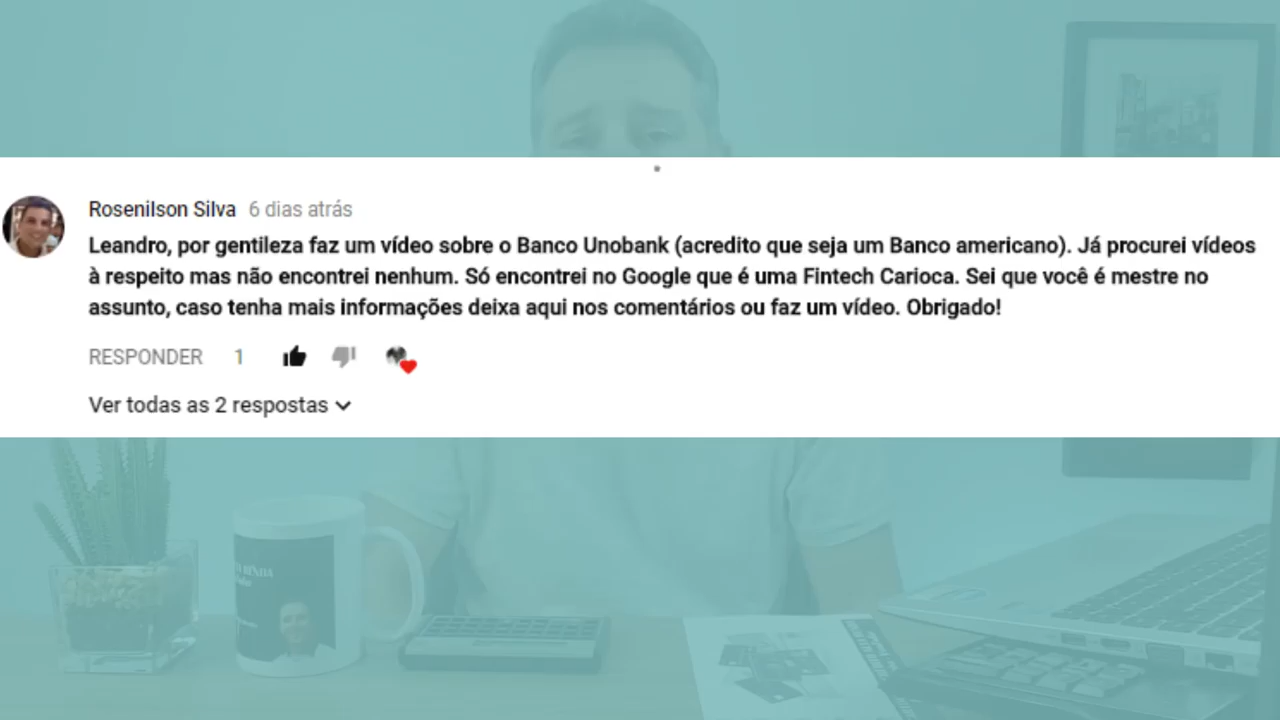 Rosenilson Silva 6 dias atrás
Leandro, por gentileza faz um vídeo sobre o Banco Unobank (acredito que seja um Banco americano). Já procurei vídeos
à respeito mas não encontrei nenhum. Só encontrei no Google que é uma Fintech Carioca. Sei que você é mestre no
assunto, caso tenha mais informações deixa aqui nos comentários ou faz um vídeo. Obrigado!
RESPONDER 1
Ver todas as 2 respostas